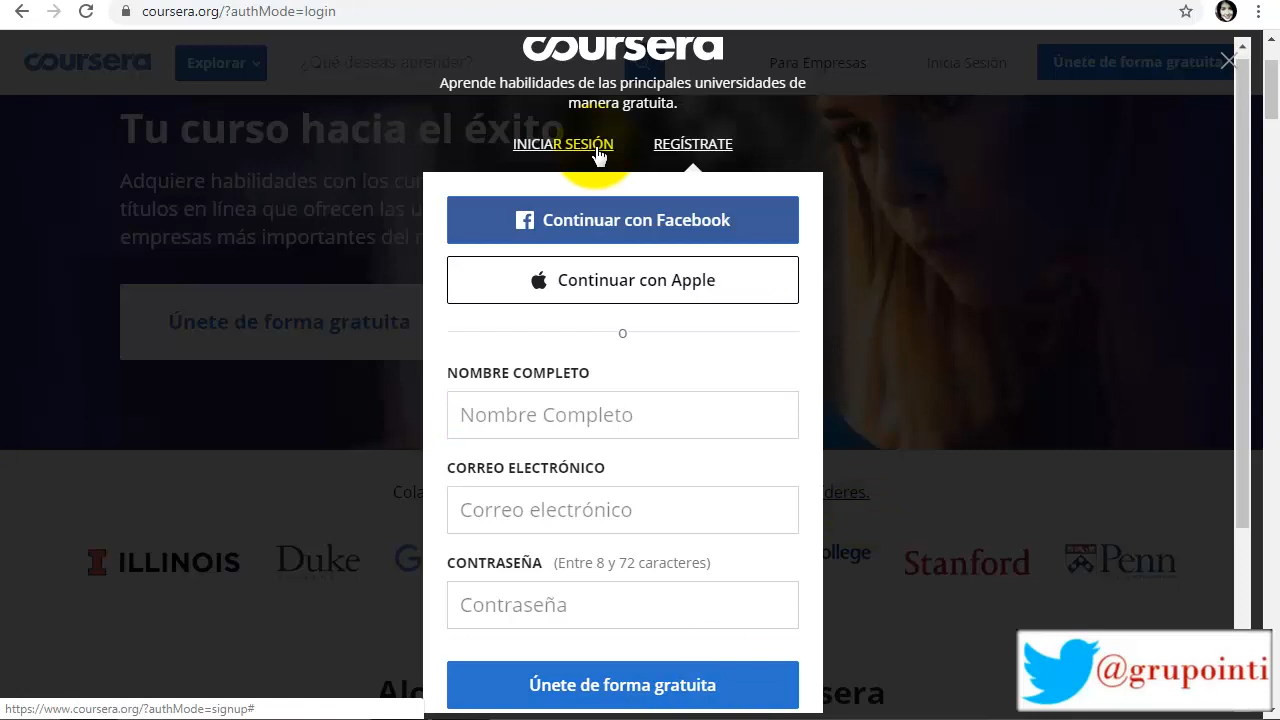 coursera.org/?authMode=login
coursera
Explorar
¿Qué deseas aprender?
Para Empresas
Inicia Sesión
Únete de forma gratuita
coursera
Aprende habilidades de las principales universidades de
manera gratuita.
INICIAR SESIÓN
REGÍSTRATE
Tu curso hacia el éxito
Adquiere habilidades con los
títulos en línea que ofrecen las
empresas más importantes del
Únete de forma gratuita
Continuar con Facebook
Continuar con Apple
o
NOMBRE COMPLETO
Nombre Completo
CORREO ELECTRÓNICO
Correo electrónico
CONTRASEÑA (Entre 8 y 72 caracteres)
Contraseña
Únete de forma gratuita
ILLINOIS
Duke
Stanford
Penn
@grupointi
https://www.coursera.org/?authMode=signup#